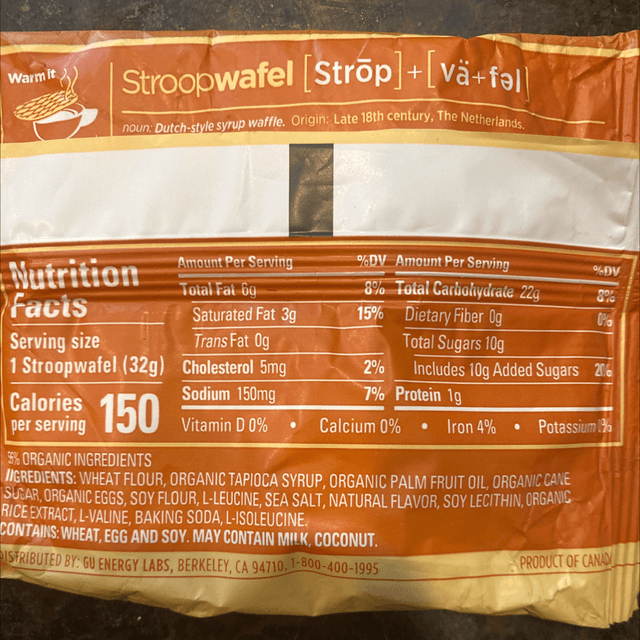 Warm it
Stroopwafel [Strōp]+[vä+fəl]
noun: Dutch-style syrup waffle. Origin: Late 18th century, The Netherlands.
Nutrition
Facts
Serving size
1 Stroopwafel (32g)
Calories
per serving 150
Amount Per Serving %DV
Total Fat 6g 8%
Saturated Fat 3g 15%
Trans Fat 0g
Cholesterol 5mg 2%
Sodium 150mg 7%
Amount Per Serving %DV
Total Carbohydrate 22g 8%
Dietary Fiber 0g 0%
Total Sugars 10g
Includes 10g Added Sugars 20%
Protein 1g
Vitamin D 0% • Calcium 0% • Iron 4% • Potassium
ORGANIC INGREDIENTS
INGREDIENTS: WHEAT FLOUR, ORGANIC TAPIOCA SYRUP, ORGANIC PALM FRUIT OIL, ORGANIC CANE
SUGAR, ORGANIC EGGS, SOY FLOUR, L-LEUCINE, SEA SALT, NATURAL FLAVOR, SOY LECITHIN, ORGANIC
RICE EXTRACT, L-VALINE, BAKING SODA, L-ISOLEUCINE.
CONTAINS: WHEAT, EGG AND SOY. MAY CONTAIN MILK, COCONUT.
DISTRIBUTED BY: GU ENERGY LABS, BERKELEY, CA 94710. 1-800-400-1995
PRODUCT OF CANADA